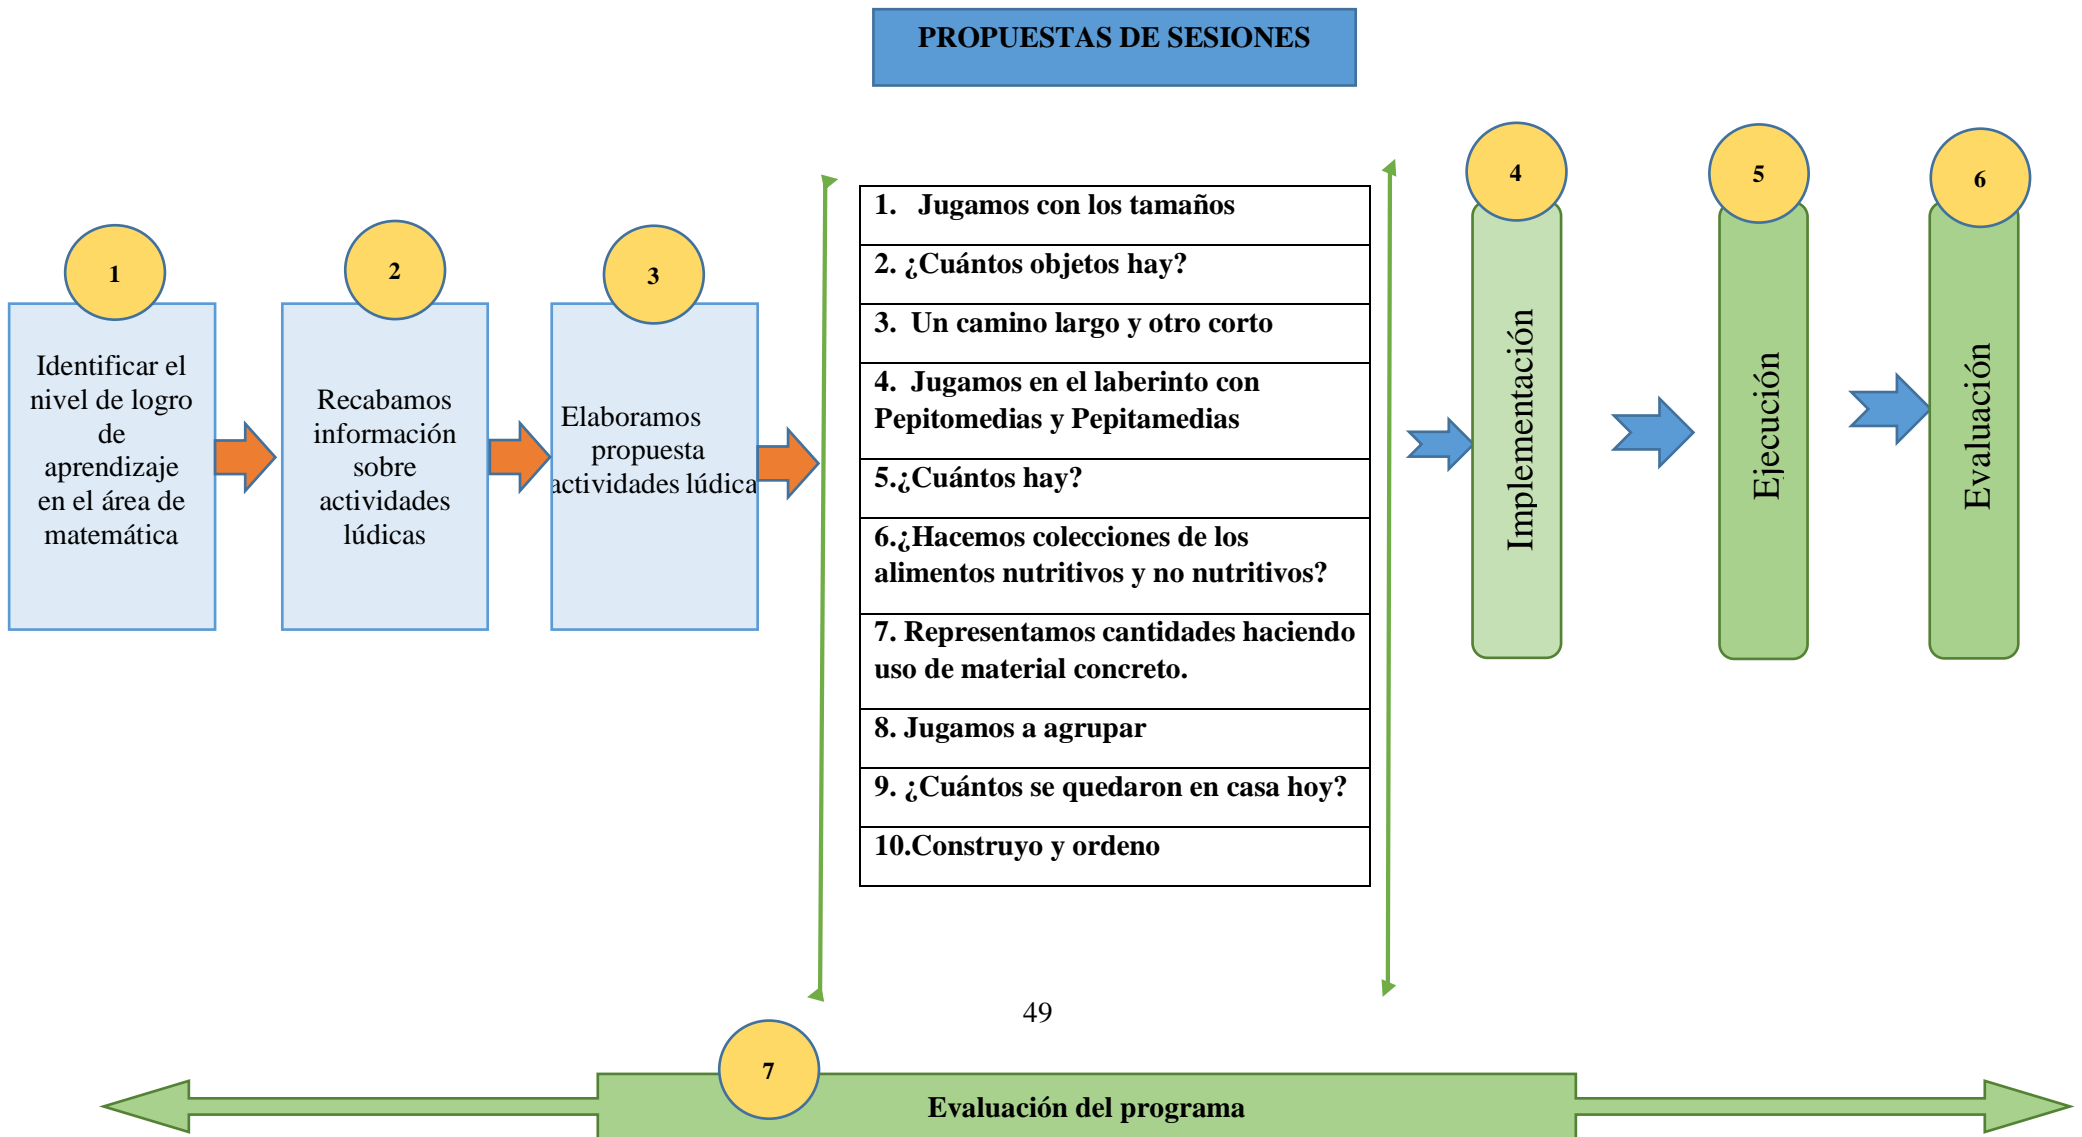 PROPUESTAS DE SESIONES
1
Identificar el
nivel de logro
de
aprendizaje
en el área de
matemática
2
Recabamos
información
sobre
actividades
lúdicas
3
Elaboramos
propuesta
actividades lúdica
1. Jugamos con los tamaños
2. ¿Cuántos objetos hay?
3. Un camino largo y otro corto
4. Jugamos en el laberinto con
Pepitomedias y Pepitamedias
5.¿Cuántos hay?
6.¿Hacemos colecciones de los
alimentos nutritivos y no nutritivos?
7. Representamos cantidades haciendo
uso de material concreto.
8. Jugamos a agrupar
9. ¿Cuántos se quedaron en casa hoy?
10.Construyo y ordeno
4
Implementación
5
Ejecución
6
Evaluación
49
7
Evaluación del programa